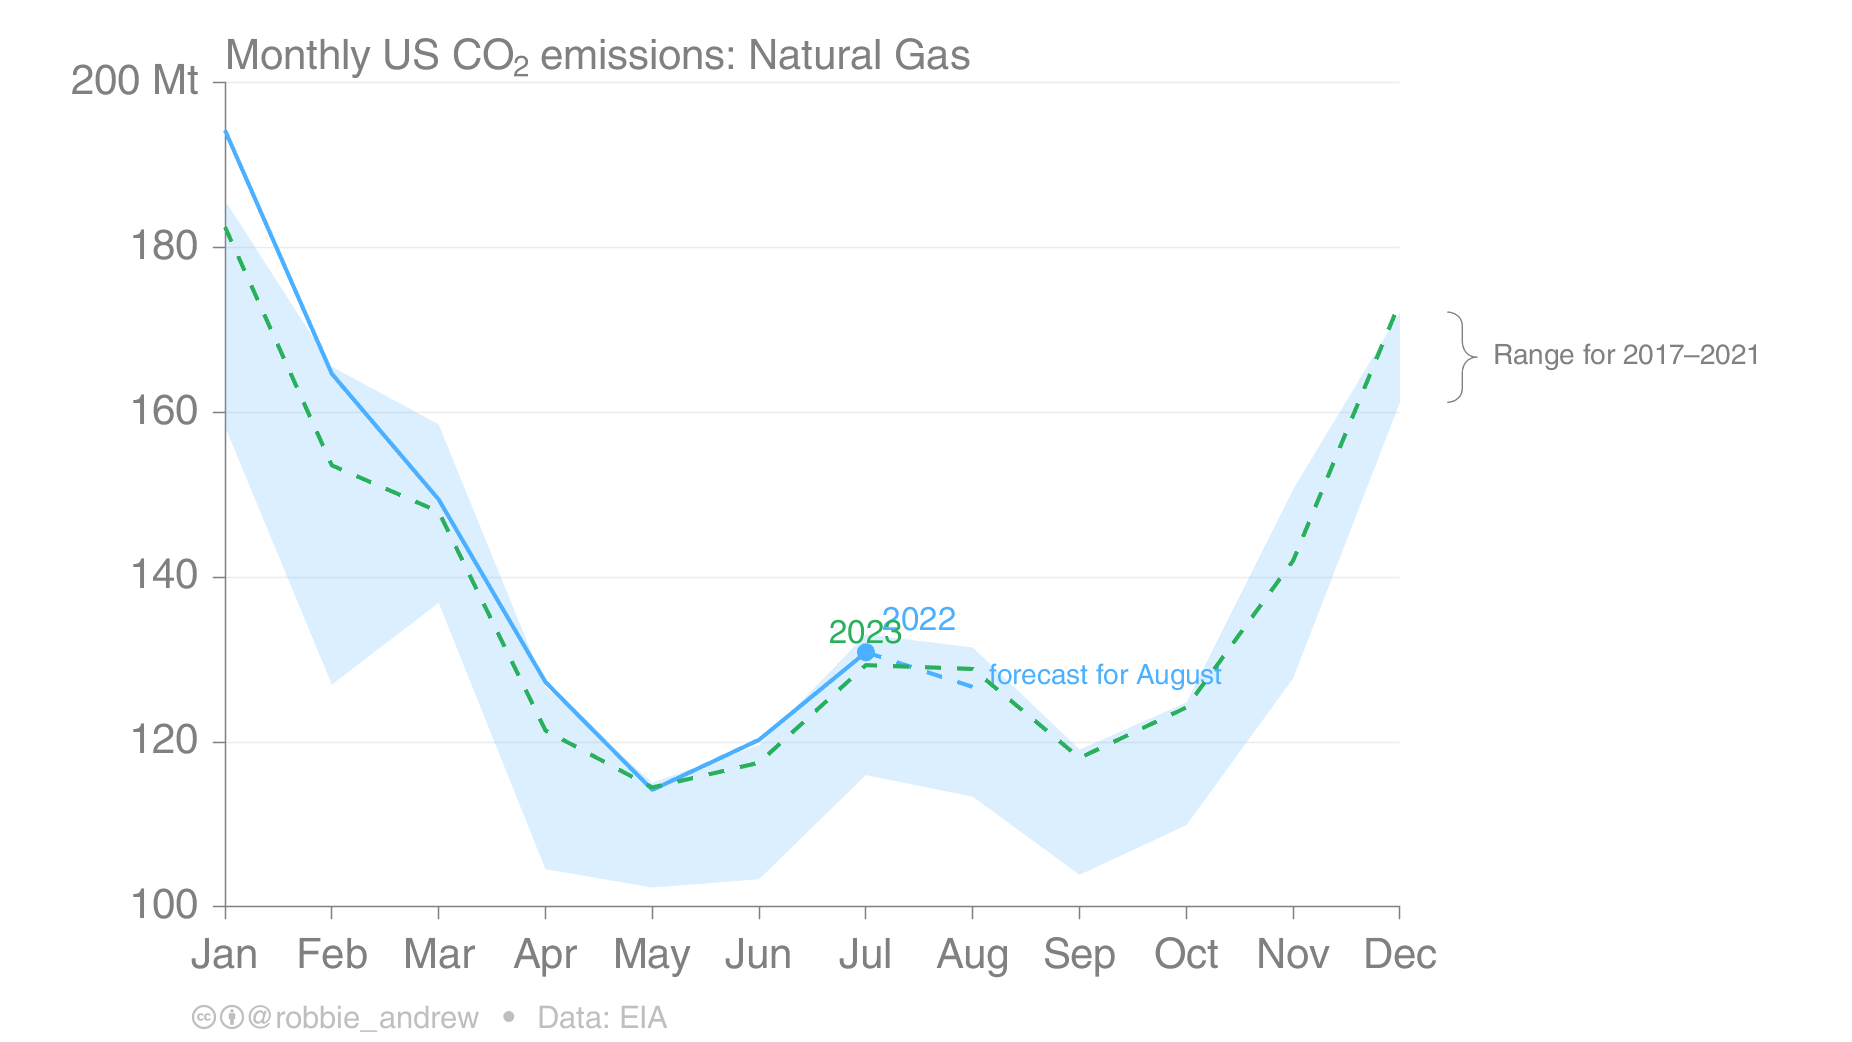 Monthly US CO₂ emissions: Natural Gas
200 Mt
180
160
140
120
100
2022
2023
forecast for August
Range for 2017–2021
Jan Feb Mar Apr May Jun Jul Aug Sep Oct Nov Dec
@robbie_andrew • Data: EIA